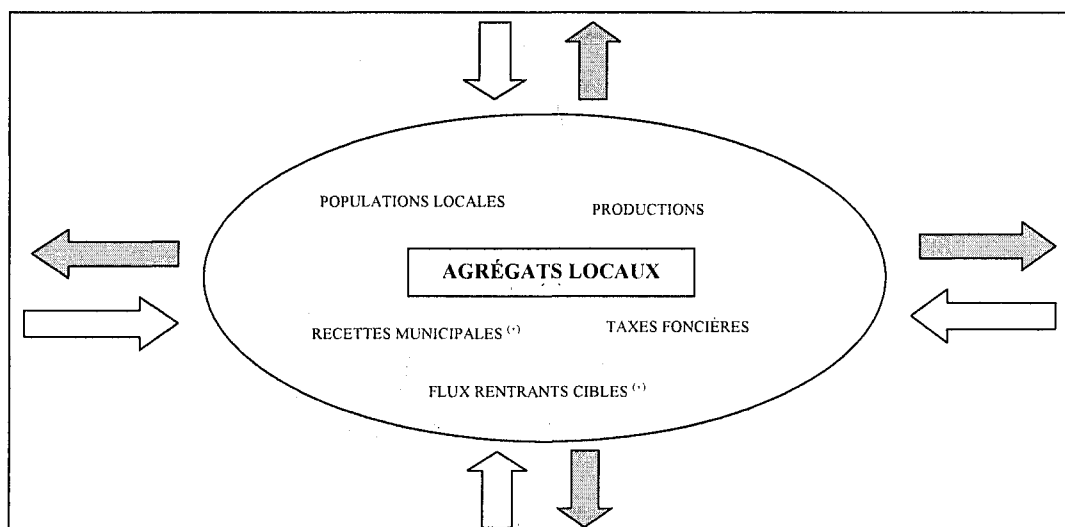 POPULATIONS LOCALES
PRODUCTIONS
AGRÉGATS LOCAUX
RECETTES MUNICIPALES (*)
TAXES FONCIÈRES
FLUX RENTRANTS CIBLES (*)